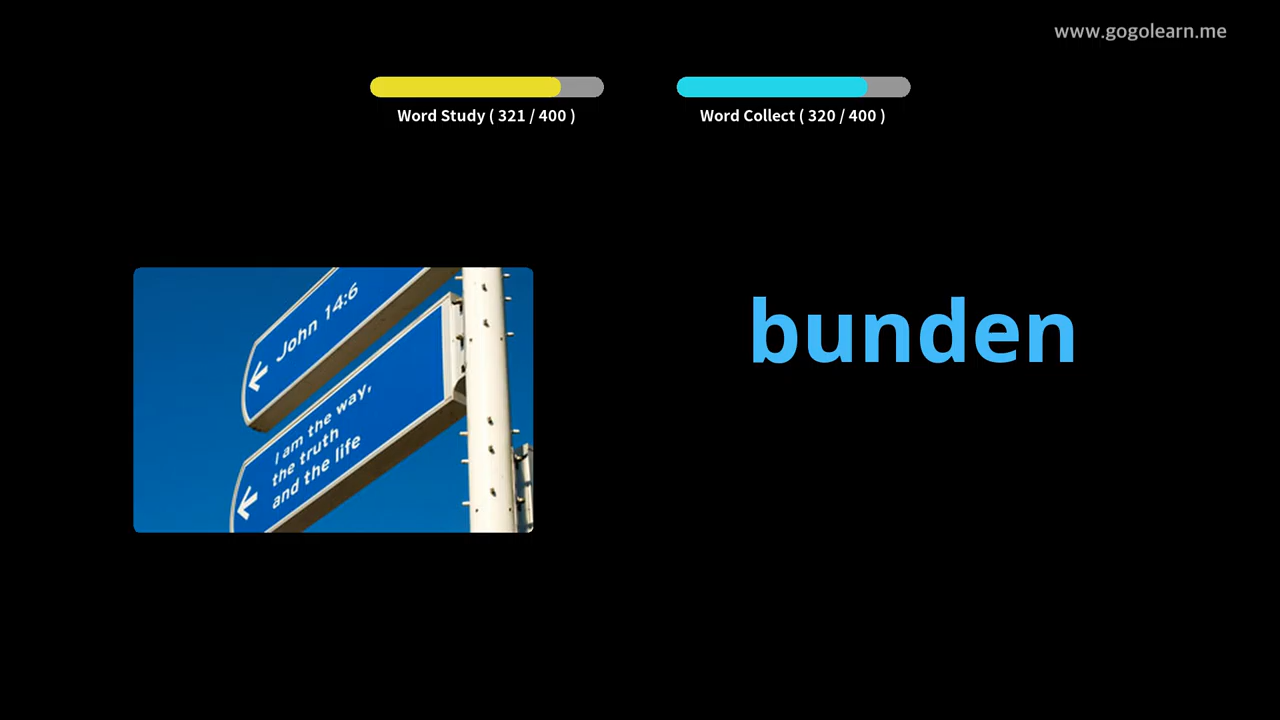 www.gogolearn.me
Word Study ( 321 / 400 )
Word Collect ( 320 / 400 )
bunden
John 14:6
I am the way,
the truth
and the life